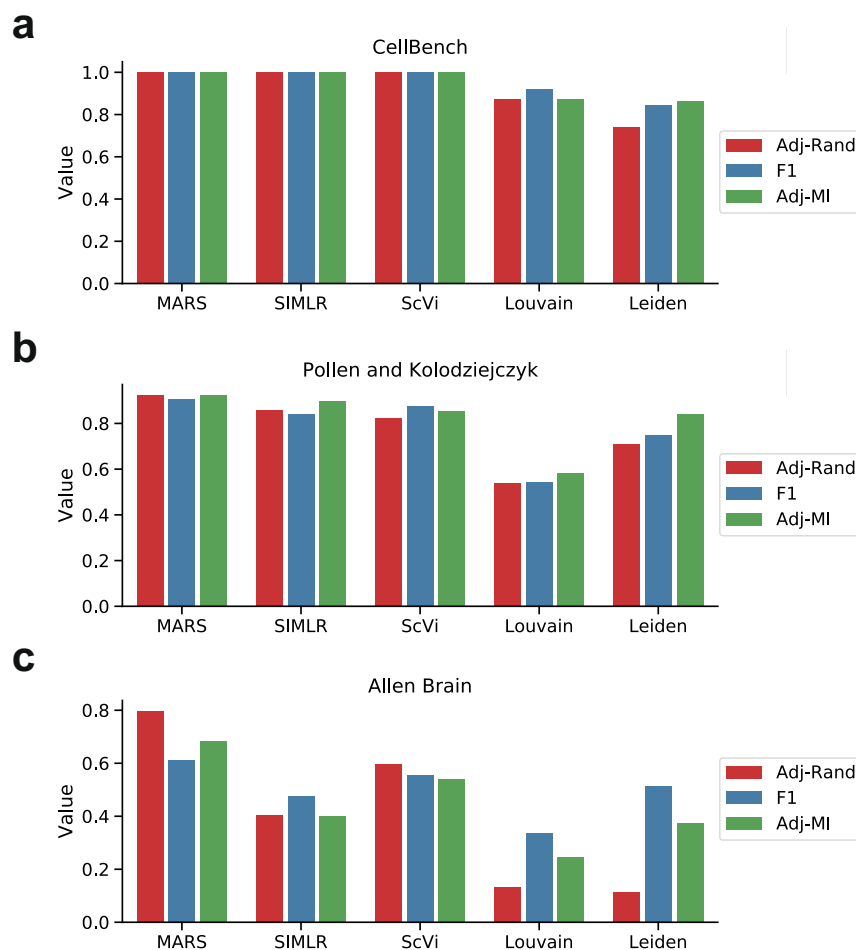 a
CellBench
1.0
0.8
0.6
0.4
0.2
0.0
Value
MARS SIMLR ScVi Louvain Leiden
Adj-Rand
F1
Adj-MI
b
Pollen and Kolodziejczyk
0.8
0.6
0.4
0.2
0.0
Value
MARS SIMLR ScVi Louvain Leiden
Adj-Rand
F1
Adj-MI
c
Allen Brain
0.8
0.6
0.4
0.2
0.0
Value
MARS SIMLR ScVi Louvain Leiden
Adj-Rand
F1
Adj-MI